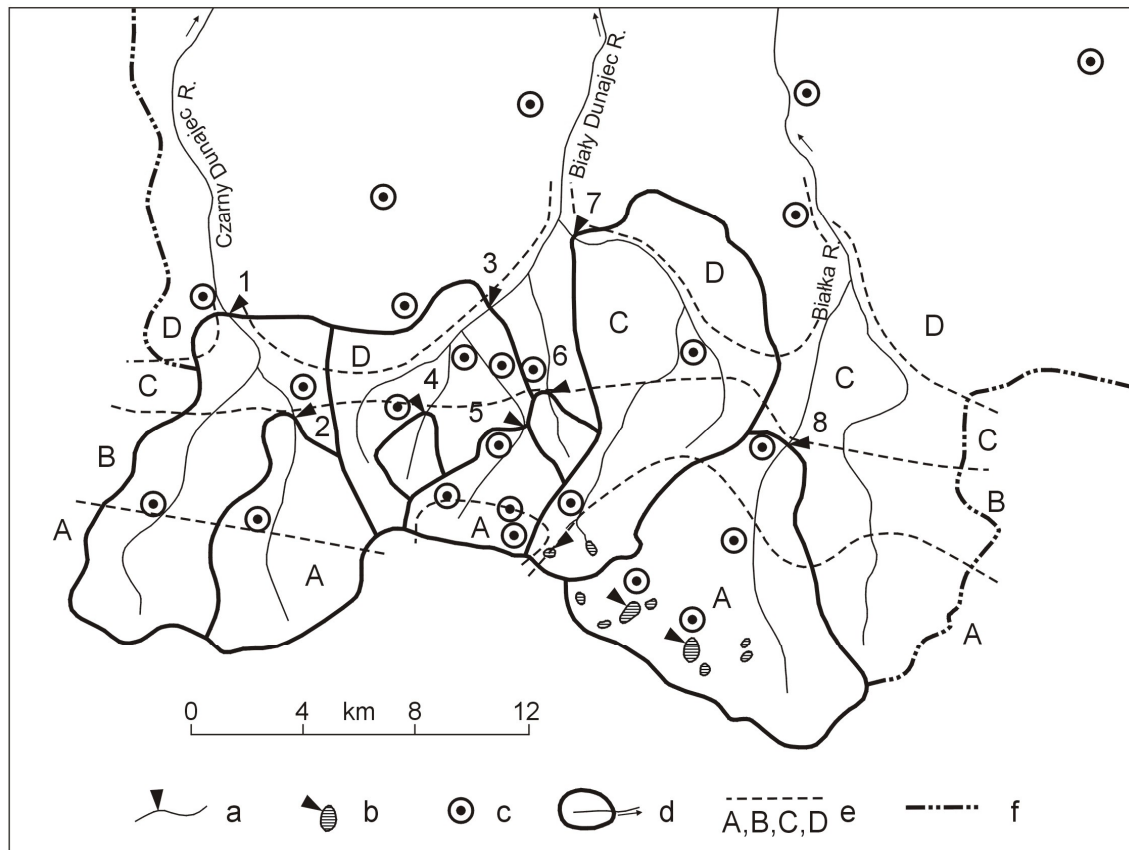 Czarny Dunajec R.
Biały Dunajec R.
Białka R.
7
D
3
1
D
D
C
D
C
6
C
4
5
8
C
2
B
B
A
A
A
A
A
0 4 km 8 12
a b c d A,B,C,D e f